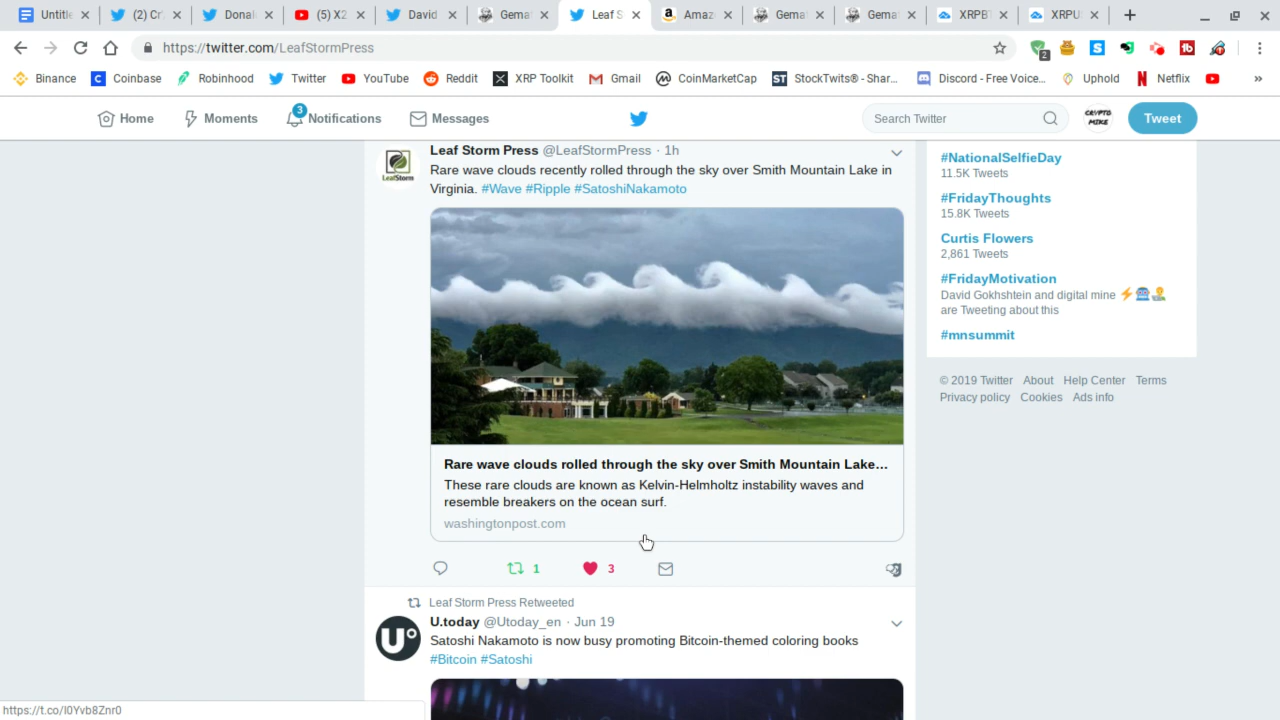 Untitle
(2) Cr
Donal
(5) X2
David
Gema
Leaf S
Amaz
Gema
Gema
XRPB
XRPU
https://twitter.com/LeafStormPress
2
Binance
Coinbase
Robinhood
Twitter
YouTube
Reddit
XRP Toolkit
Gmail
CoinMarketCap
ST StockTwits® - Shar...
Discord - Free Voice...
Uphold
Netflix
»
Home
Moments
3
Notifications
Messages
Search Twitter
CRYPTO
MIKE
Tweet
LeafStorm
Leaf Storm Press @LeafStormPress · 1h
Rare wave clouds recently rolled through the sky over Smith Mountain Lake in
Virginia. #Wave #Ripple #SatoshiNakamoto
Rare wave clouds rolled through the sky over Smith Mountain Lake...
These rare clouds are known as Kelvin-Helmholtz instability waves and
resemble breakers on the ocean surf.
washingtonpost.com
1
3
Leaf Storm Press Retweeted
U.today @Utoday_en · Jun 19
Satoshi Nakamoto is now busy promoting Bitcoin-themed coloring books
#Bitcoin #Satoshi
#NationalSelfieDay
11.5K Tweets
#FridayThoughts
15.8K Tweets
Curtis Flowers
2,861 Tweets
#FridayMotivation
David Gokhshtein and digital mine ⚡
are Tweeting about this
#mnsummit
© 2019 Twitter About Help Center Terms
Privacy policy Cookies Ads info
https://t.co/l0Yvb8Znr0